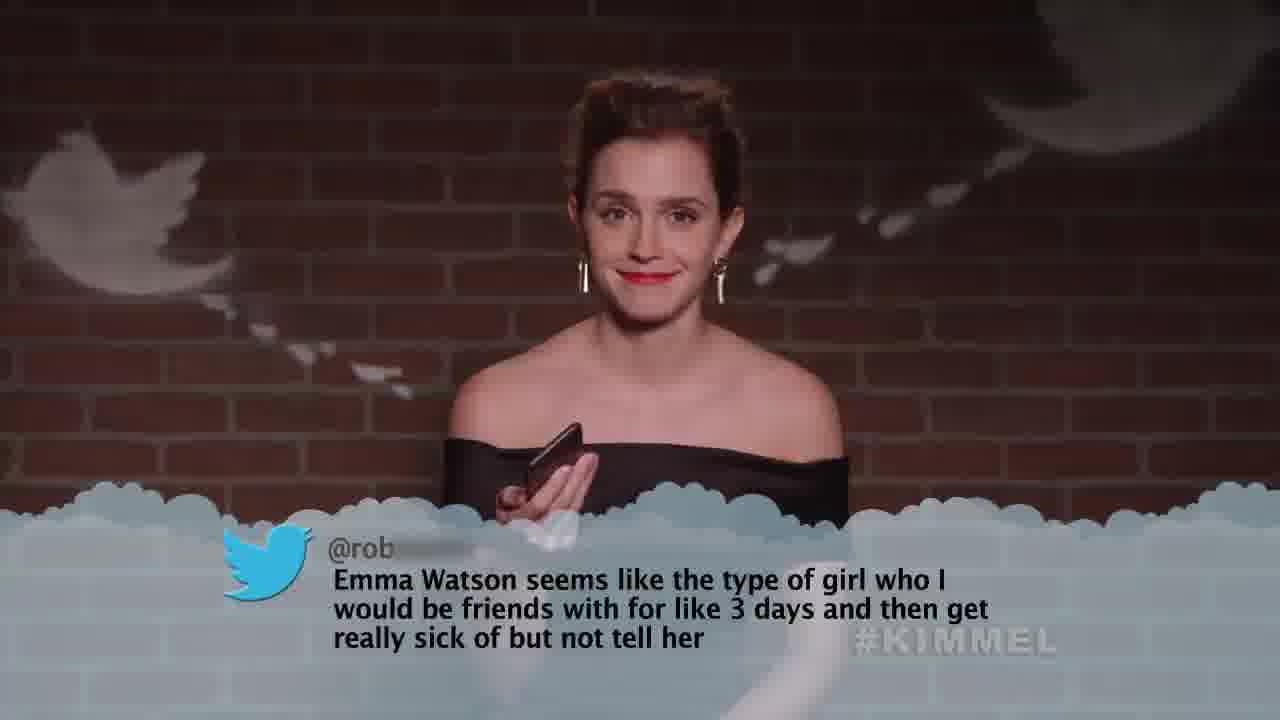 @rob
Emma Watson seems like the type of girl who I
would be friends with for like 3 days and then get
really sick of but not tell her
#KIMMEL